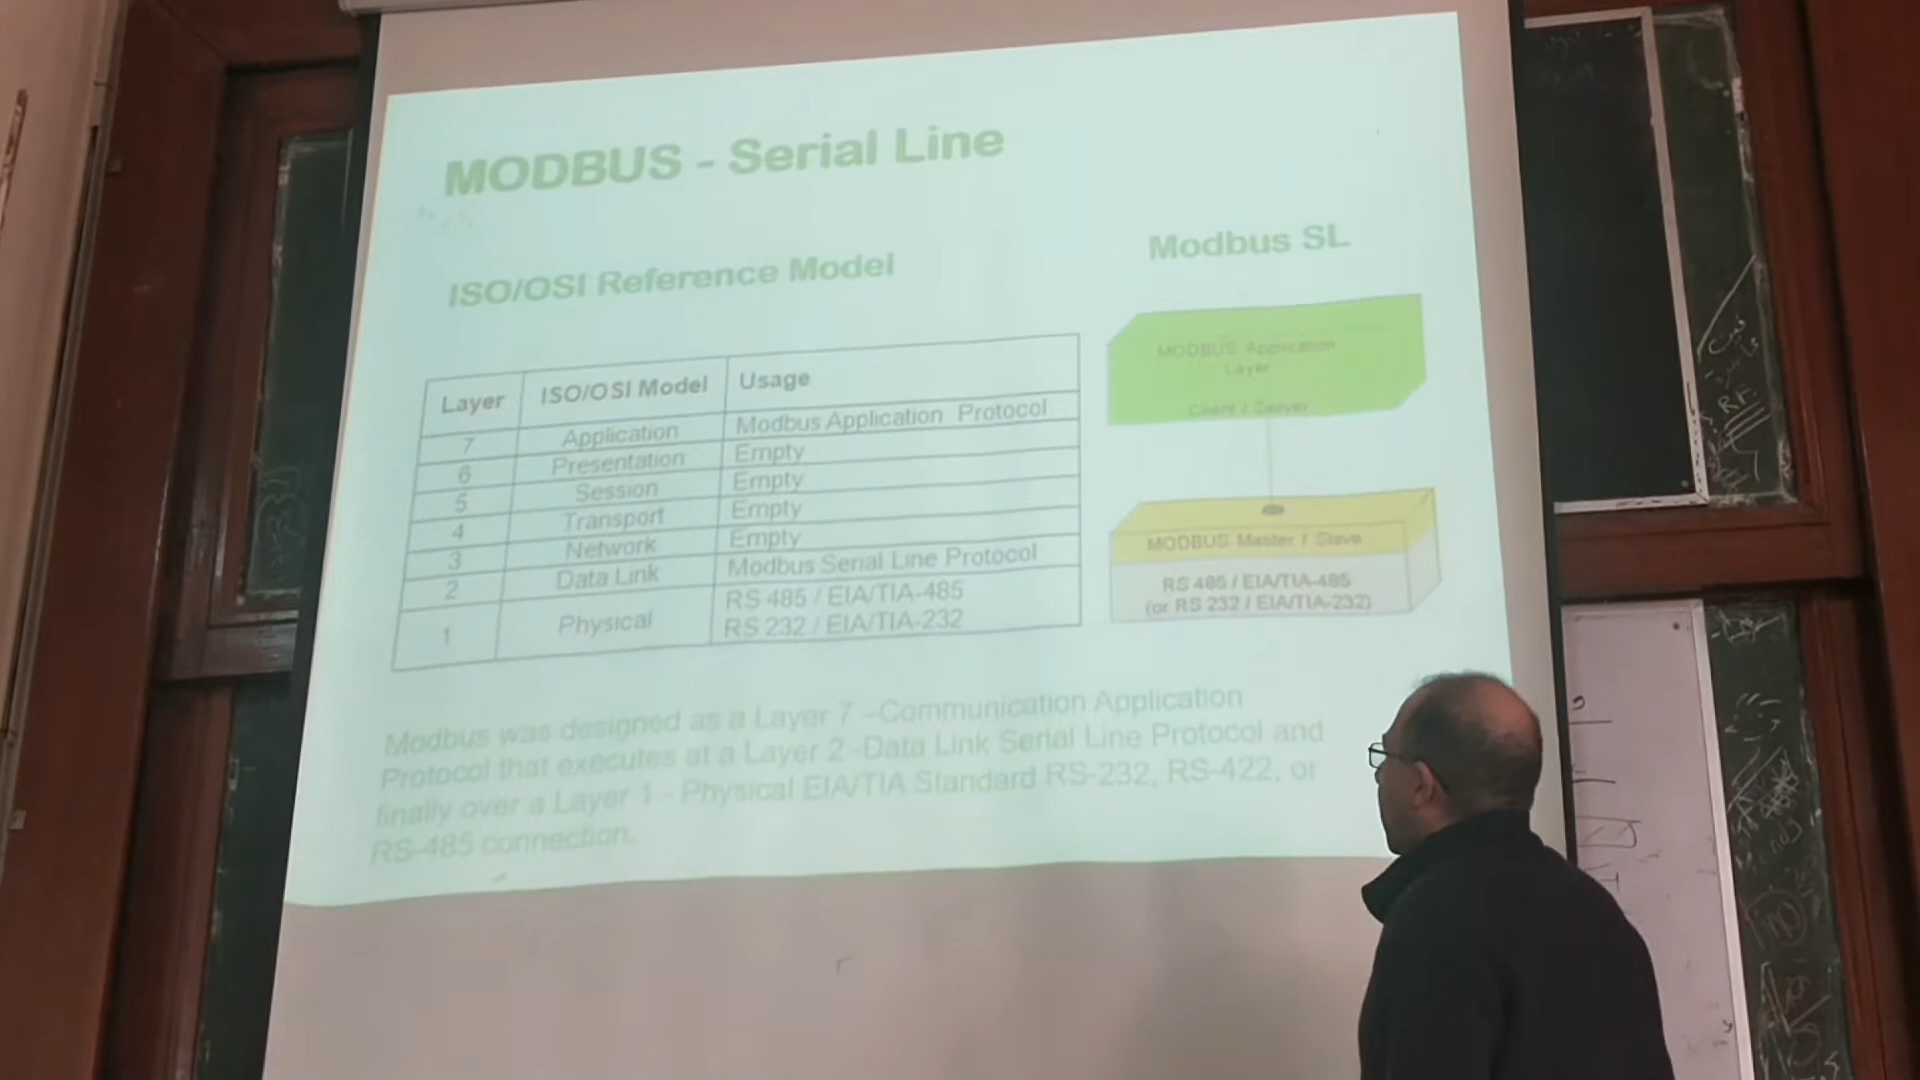 MODBUS - Serial Line
ISO/OSI Reference Model
Modbus SL
Layer ISO/OSI Model Usage
7 Application Modbus Application Protocol
6 Presentation Empty
5 Session Empty
4 Transport Empty
3 Network Empty
2 Data Link Modbus Serial Line Protocol
1 Physical RS 485 / EIA/TIA-485
RS 232 / EIA/TIA-232
MODBUS Application
Layer
Client / Server
MODBUS Master / Slave
RS 485 / EIA/TIA-485
(or RS 232 / EIA/TIA-232)
Modbus was designed as a Layer 7 –Communication Application
Protocol that executes at a Layer 2 -Data Link Serial Line Protocol and
finally over a Layer 1 - Physical EIA/TIA Standard RS-232, RS-422, or
RS-485 connection.
RF